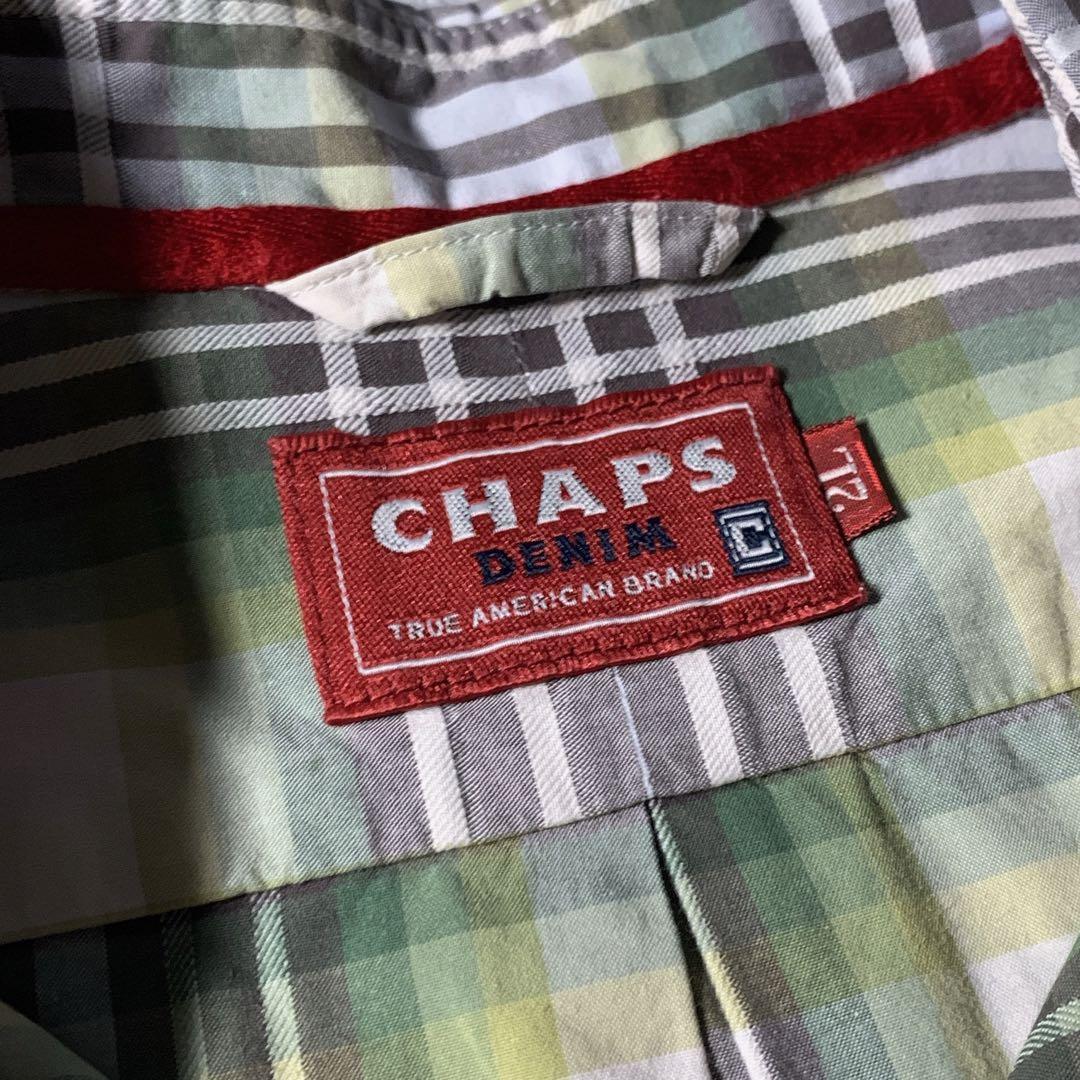 CHAPS
DENIM
C
TRUE AMERICAN BRAND
2L